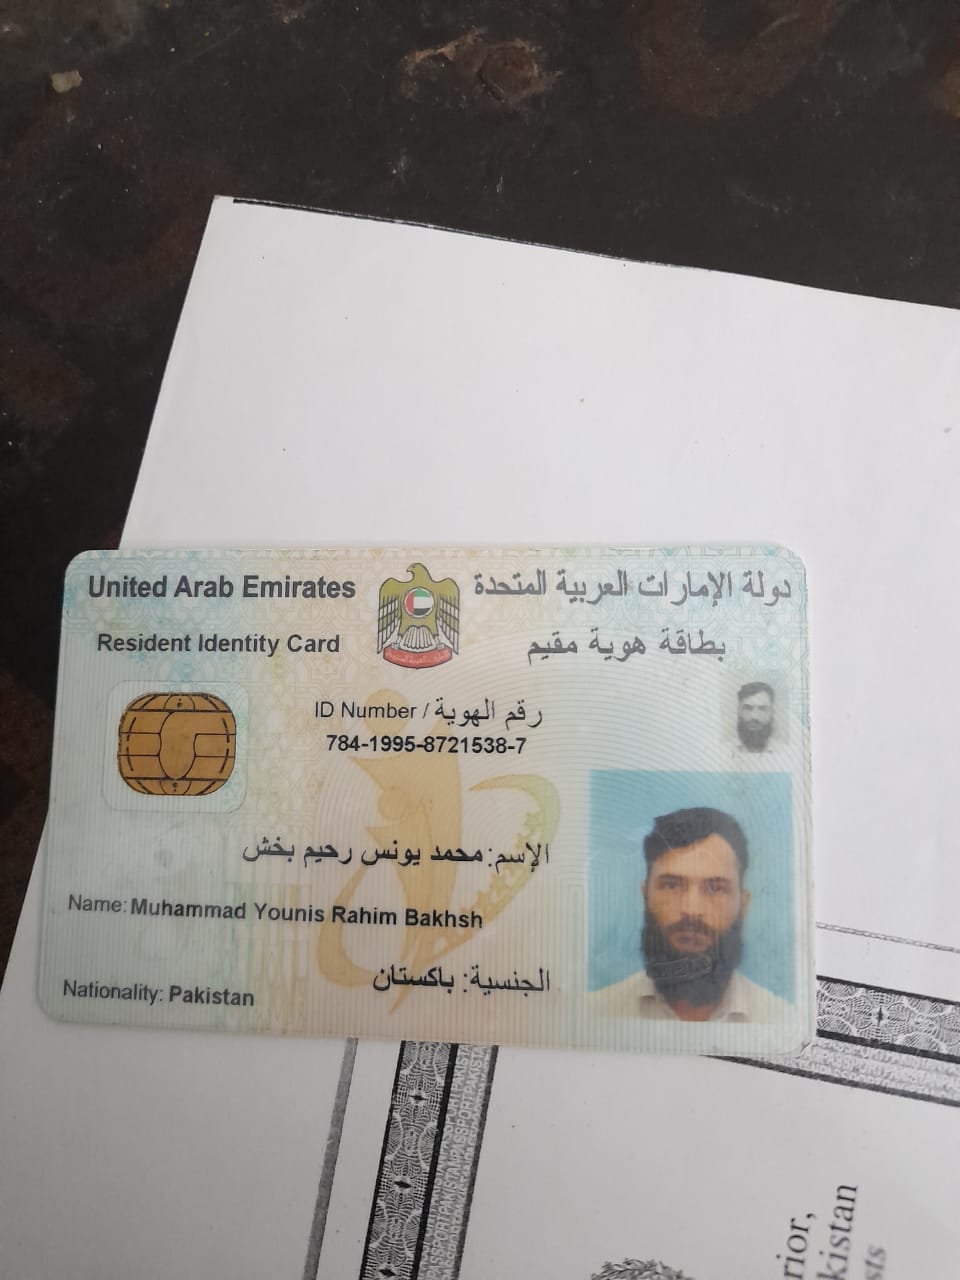 United Arab Emirates
دولة الإمارات العربية المتحدة
Resident Identity Card
بطاقة هوية مقيم
ID Number / رقم الهوية
784-1995-8721538-7
الإسم: محمد يونس رحيم بخش
Name: Muhammad Younis Rahim Bakhsh
الجنسية: باكستان
Nationality: Pakistan
rior,
kistan
sts